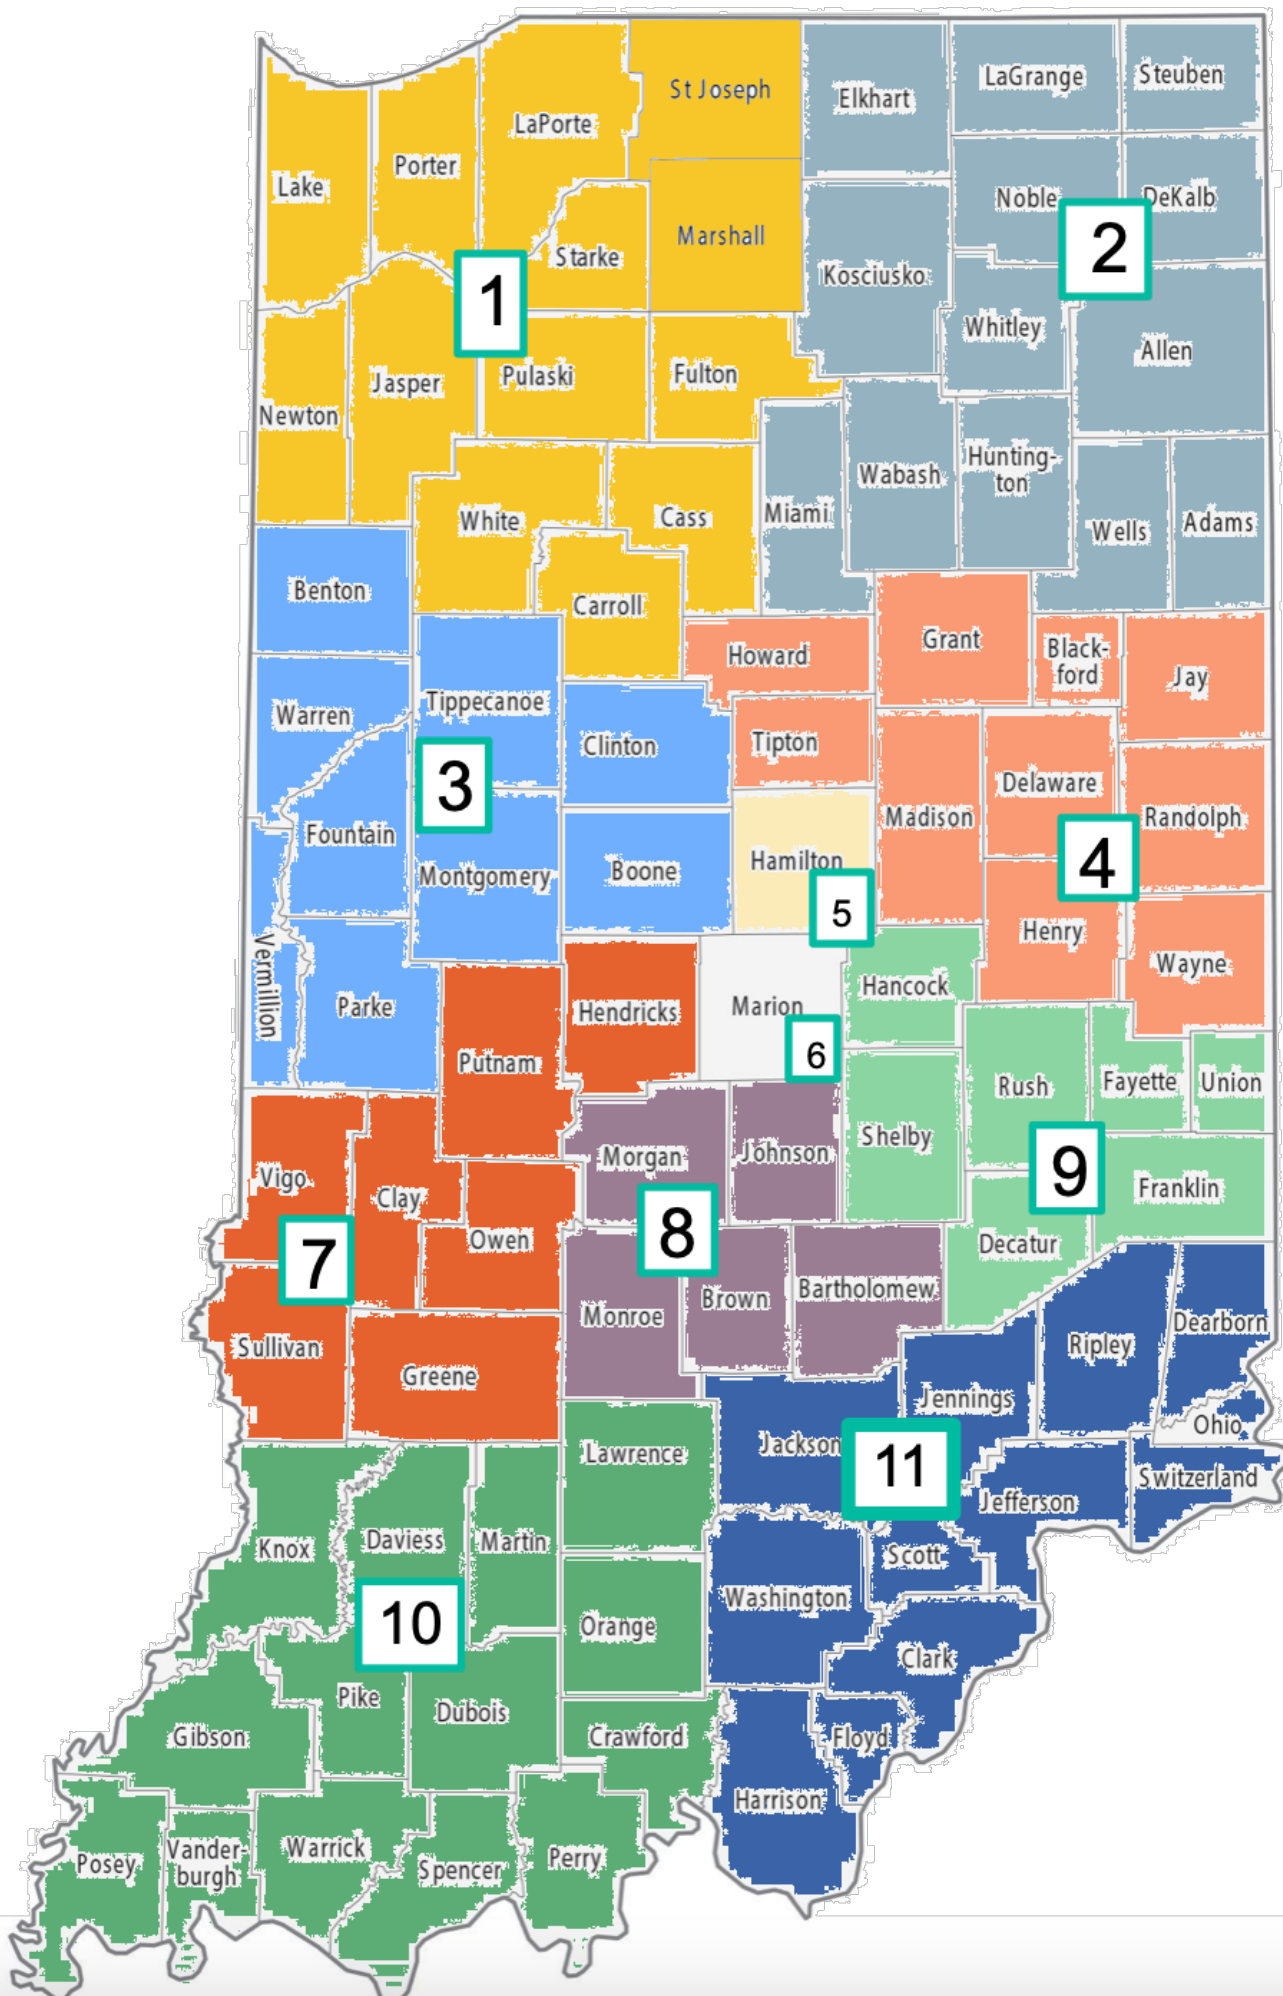 Steuben
LaGrange
St Joseph
Elkhart
LaPorte
Porter
Lake
Noble
DeKalb
Marshall
2
Starke
Kosciusko
1
Whitley
Allen
Pulaski
Fulton
Jasper
Newton
Hunting-
ton
Wabash
White
Cass
Miami
Wells
Adams
Benton
Carroll
Grant
Black-
ford
Howard
Jay
Tippecanoe
Warren
Clinton
Tipton
3
Delaware
Madison
Randolph
Fountain
Hamilton
4
Montgomery
Boone
5
Henry
Wayne
Vermillion
Hancock
Parke
Hendricks
Marion
6
Putnam
Rush
Fayette
Union
Shelby
Morgan
Johnson
9
Vigo
Clay
Franklin
8
Owen
Decatur
7
Brown
Bartholomew
Monroe
Dearborn
Sullivan
Ripley
Greene
Jennings
Ohio
Lawrence
Jackson
11
Switzerland
Jefferson
Knox
Daviess
Martin
Scott
Washington
10
Orange
Clark
Pike
Dubois
Gibson
Crawford
Floyd
Harrison
Warrick
Posey
Vander-
burgh
Spencer
Perry